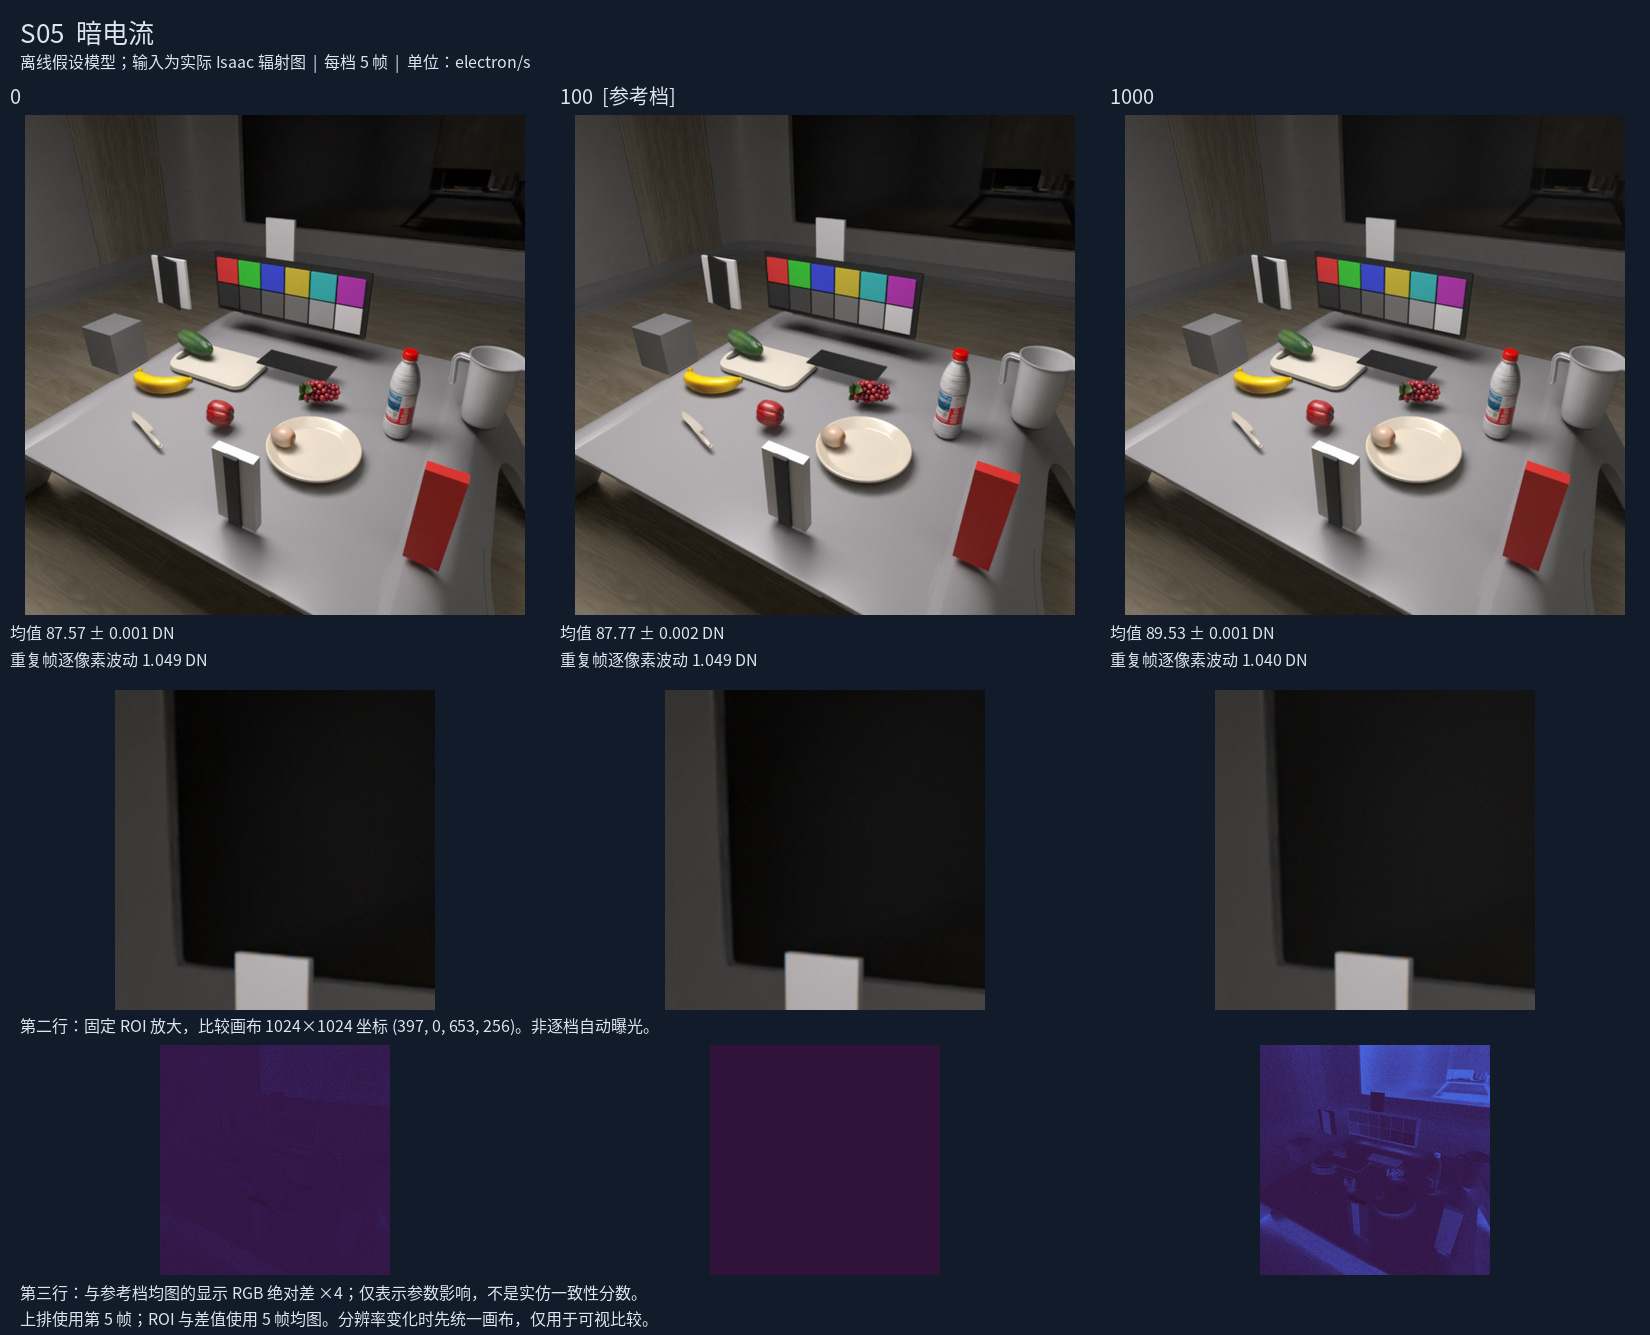 S05 暗电流
离线假设模型；输入为实际 Isaac 辐射图 | 每档 5 帧 | 单位：electron/s
0
100 [参考档]
1000
均值 87.57 ± 0.001 DN
重复帧逐像素波动 1.049 DN
均值 87.77 ± 0.002 DN
重复帧逐像素波动 1.049 DN
均值 89.53 ± 0.001 DN
重复帧逐像素波动 1.040 DN
第二行：固定 ROI 放大，比较画布 1024×1024 坐标 (397, 0, 653, 256)。非逐档自动曝光。
第三行：与参考档均图的显示 RGB 绝对差 ×4；仅表示参数影响，不是实仿一致性分数。
上排使用第 5 帧；ROI 与差值使用 5 帧均图。分辨率变化时先统一画布，仅用于可视比较。